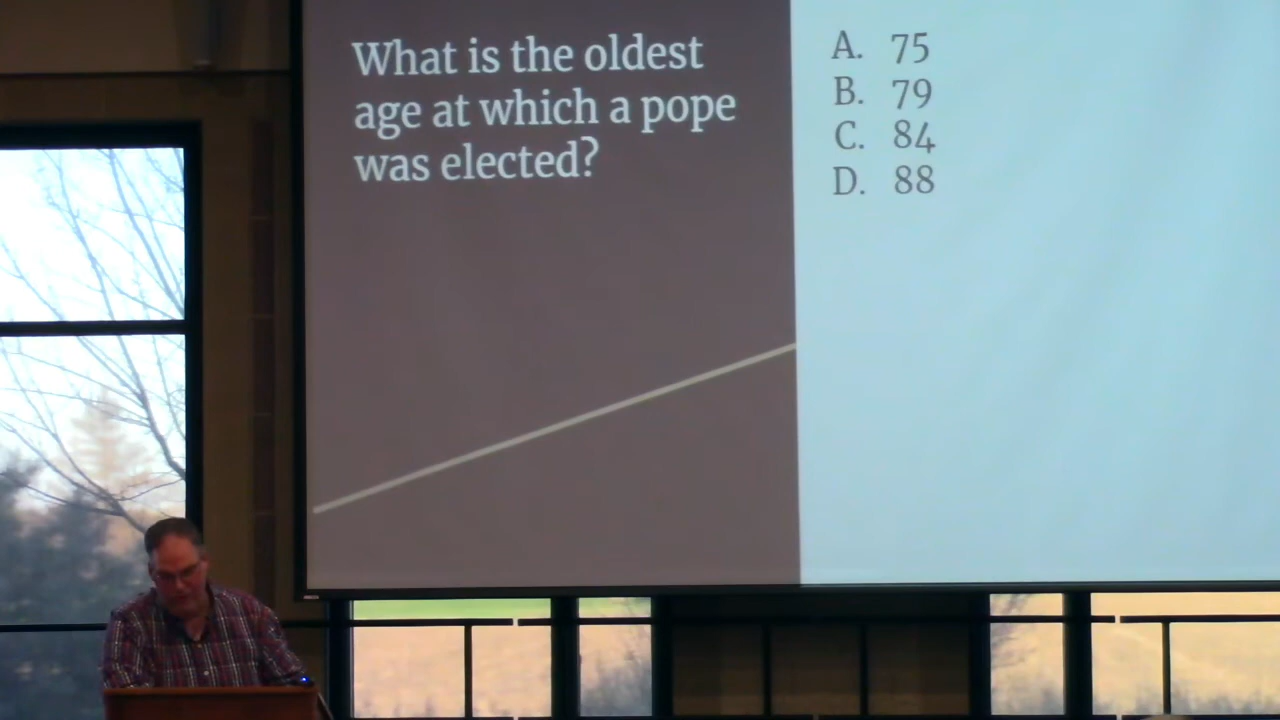 What is the oldest
age at which a pope
was elected?
A. 75
B. 79
C. 84
D. 88